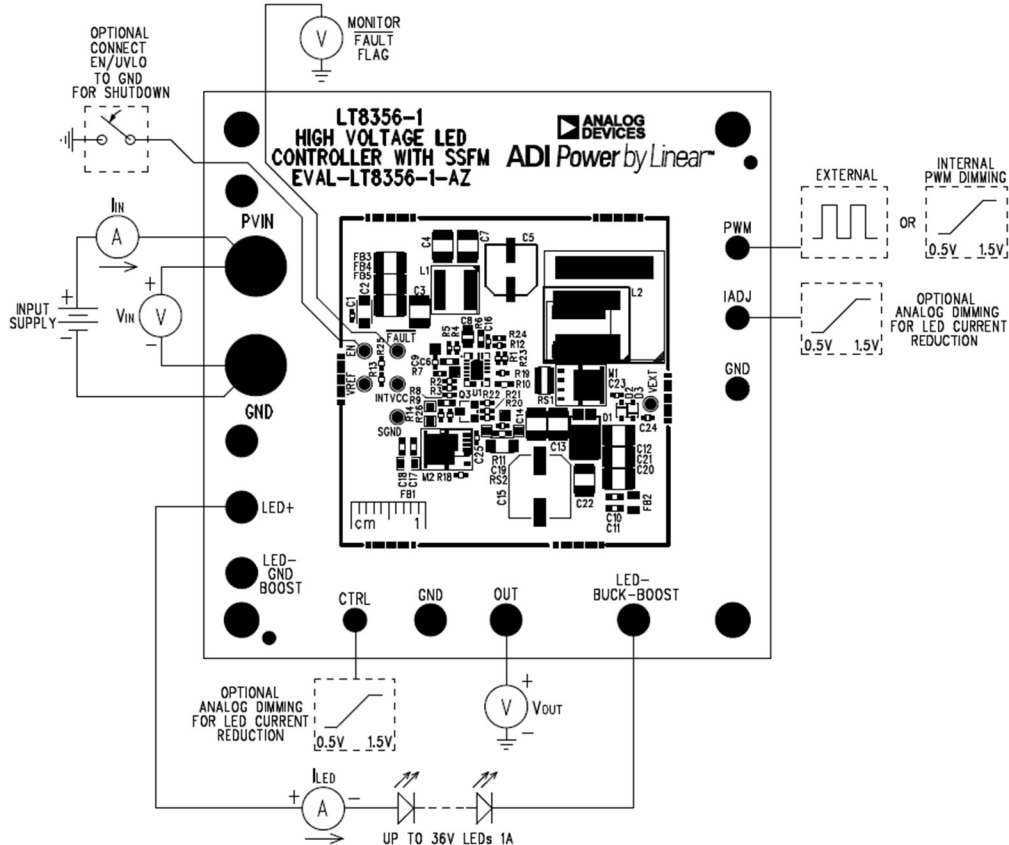 OPTIONAL
CONNECT
EN/UVLO
TO GND
FOR SHUTDOWN
V
MONITOR
FAULT
FLAG
LT8356-1
HIGH VOLTAGE LED
CONTROLLER WITH SSFM
EVAL-LT8356-1-AZ
ANALOG
DEVICES
ADI Power by Linear™
EXTERNAL
OR
INTERNAL
PWM DIMMING
0.5V 1.5V
PWM
IADJ
0.5V 1.5V
OPTIONAL
ANALOG DIMMING
FOR LED CURRENT
REDUCTION
GND
IIN
A
PVIN
+
INPUT
SUPPLY
−
+
VIN
V
−
GND
LED+
LED-
GND
BOOST
C4
C7
C5
FB3
FB4
FB5
L1
L2
C1
C2
C3
C8
FAULT
EN
R25
R13
VREF
INTVCC
SGND
R5
R4
R6
C16
R24
R12
R1
R23
R19
R10
C9
C6
R7
R2
R3
U1
R8
R9
R14
R26
Q3
R22
R21
R20
C14
RS1
M1
C23
D2
D3
VEXT
C24
D1
C13
C12
C21
C20
C25
R11
C19
RS2
C15
M2
R18
C18
C17
FB1
C22
C10
C11
FB2
cm 1
CTRL
GND
OUT
LED-
BUCK-BOOST
OPTIONAL
ANALOG DIMMING
FOR LED CURRENT
REDUCTION
0.5V 1.5V
+
V
VOUT
−
ILED
+
A
−
UP TO 36V LEDs 1A